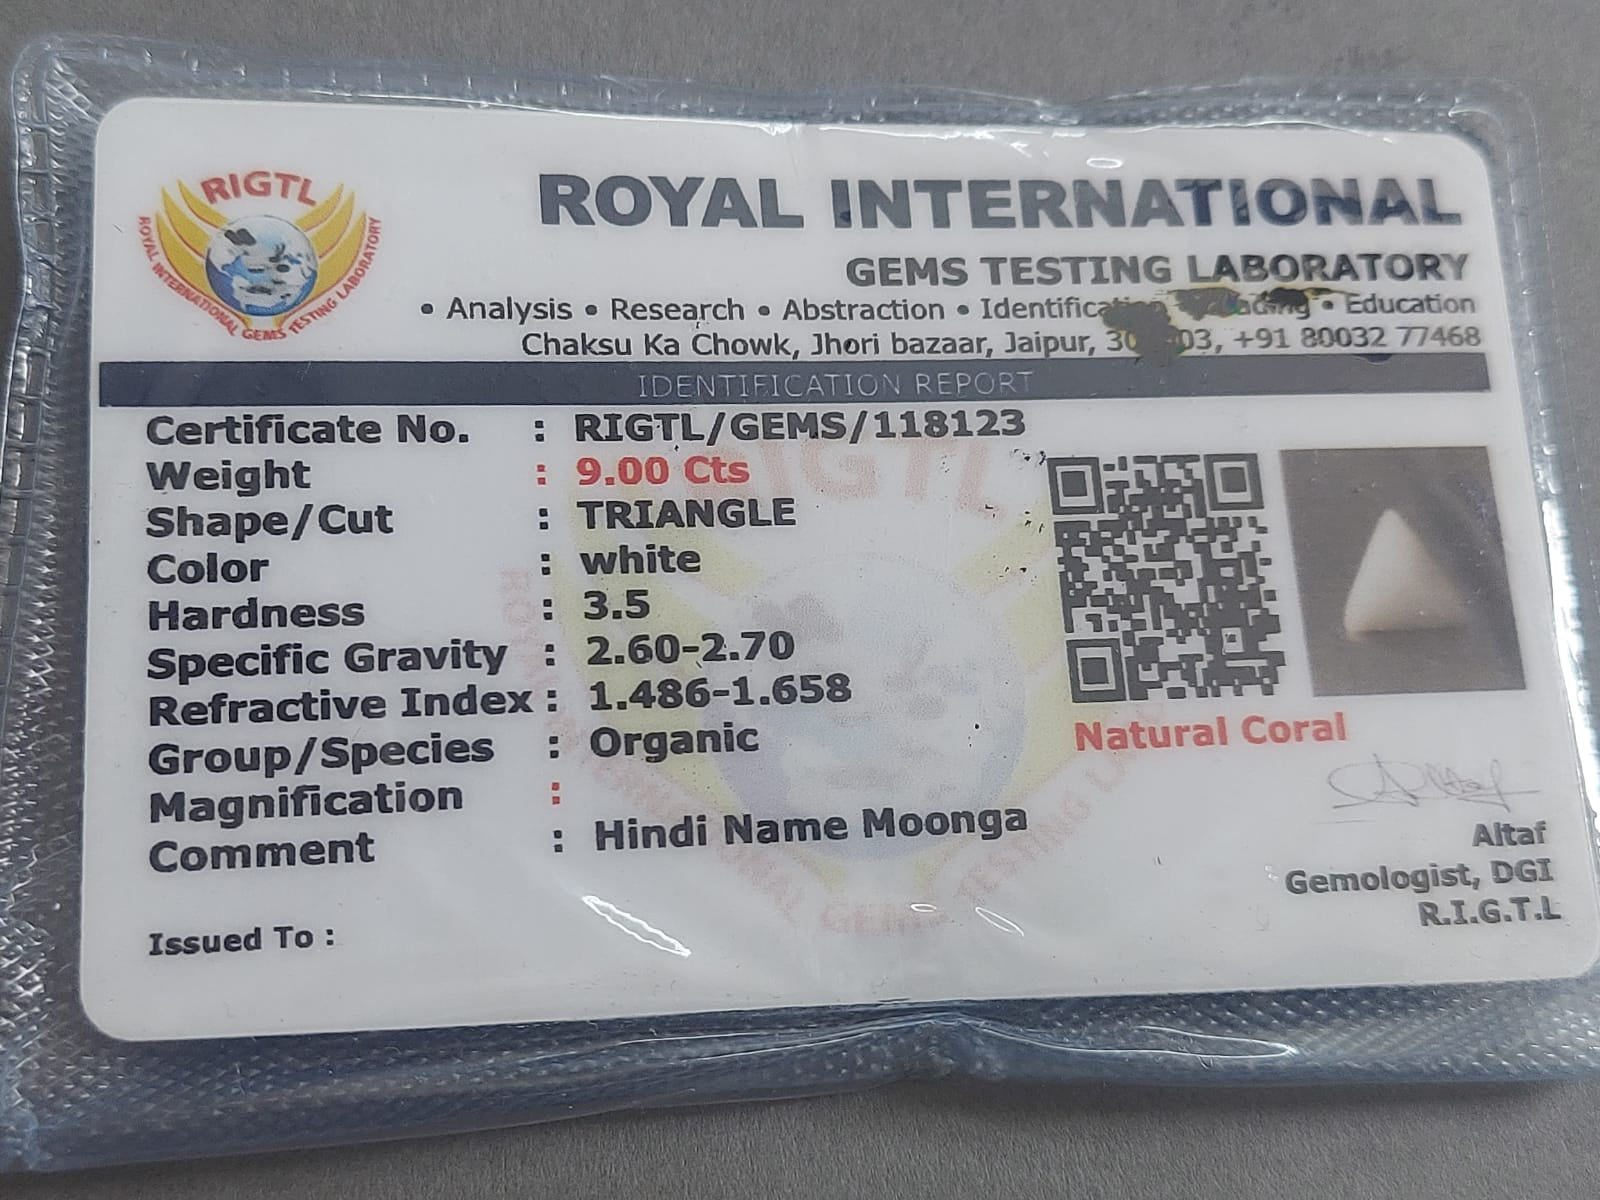 RIGTL
ROYAL INTERNATIONAL GEMS TESTING LABORATORY
ROYAL INTERNATIONAL
GEMS TESTING LABORATORY
• Analysis • Research • Abstraction • • Education
Chaksu Ka Chowk, Jhori bazaar, Jaipur, +91 80032 77468
IDENTIFICATION REPORT
Certificate No. : RIGTL/GEMS/118123
Weight : 9.00 Cts
Shape/Cut : TRIANGLE
Color : white
Hardness : 3.5
Specific Gravity : 2.60-2.70
Refractive Index : 1.486-1.658
Group/Species : Organic
Magnification :
Comment : Hindi Name Moonga
Issued To :
Natural Coral
Altaf
Gemologist, DGI
R.I.G.T.L